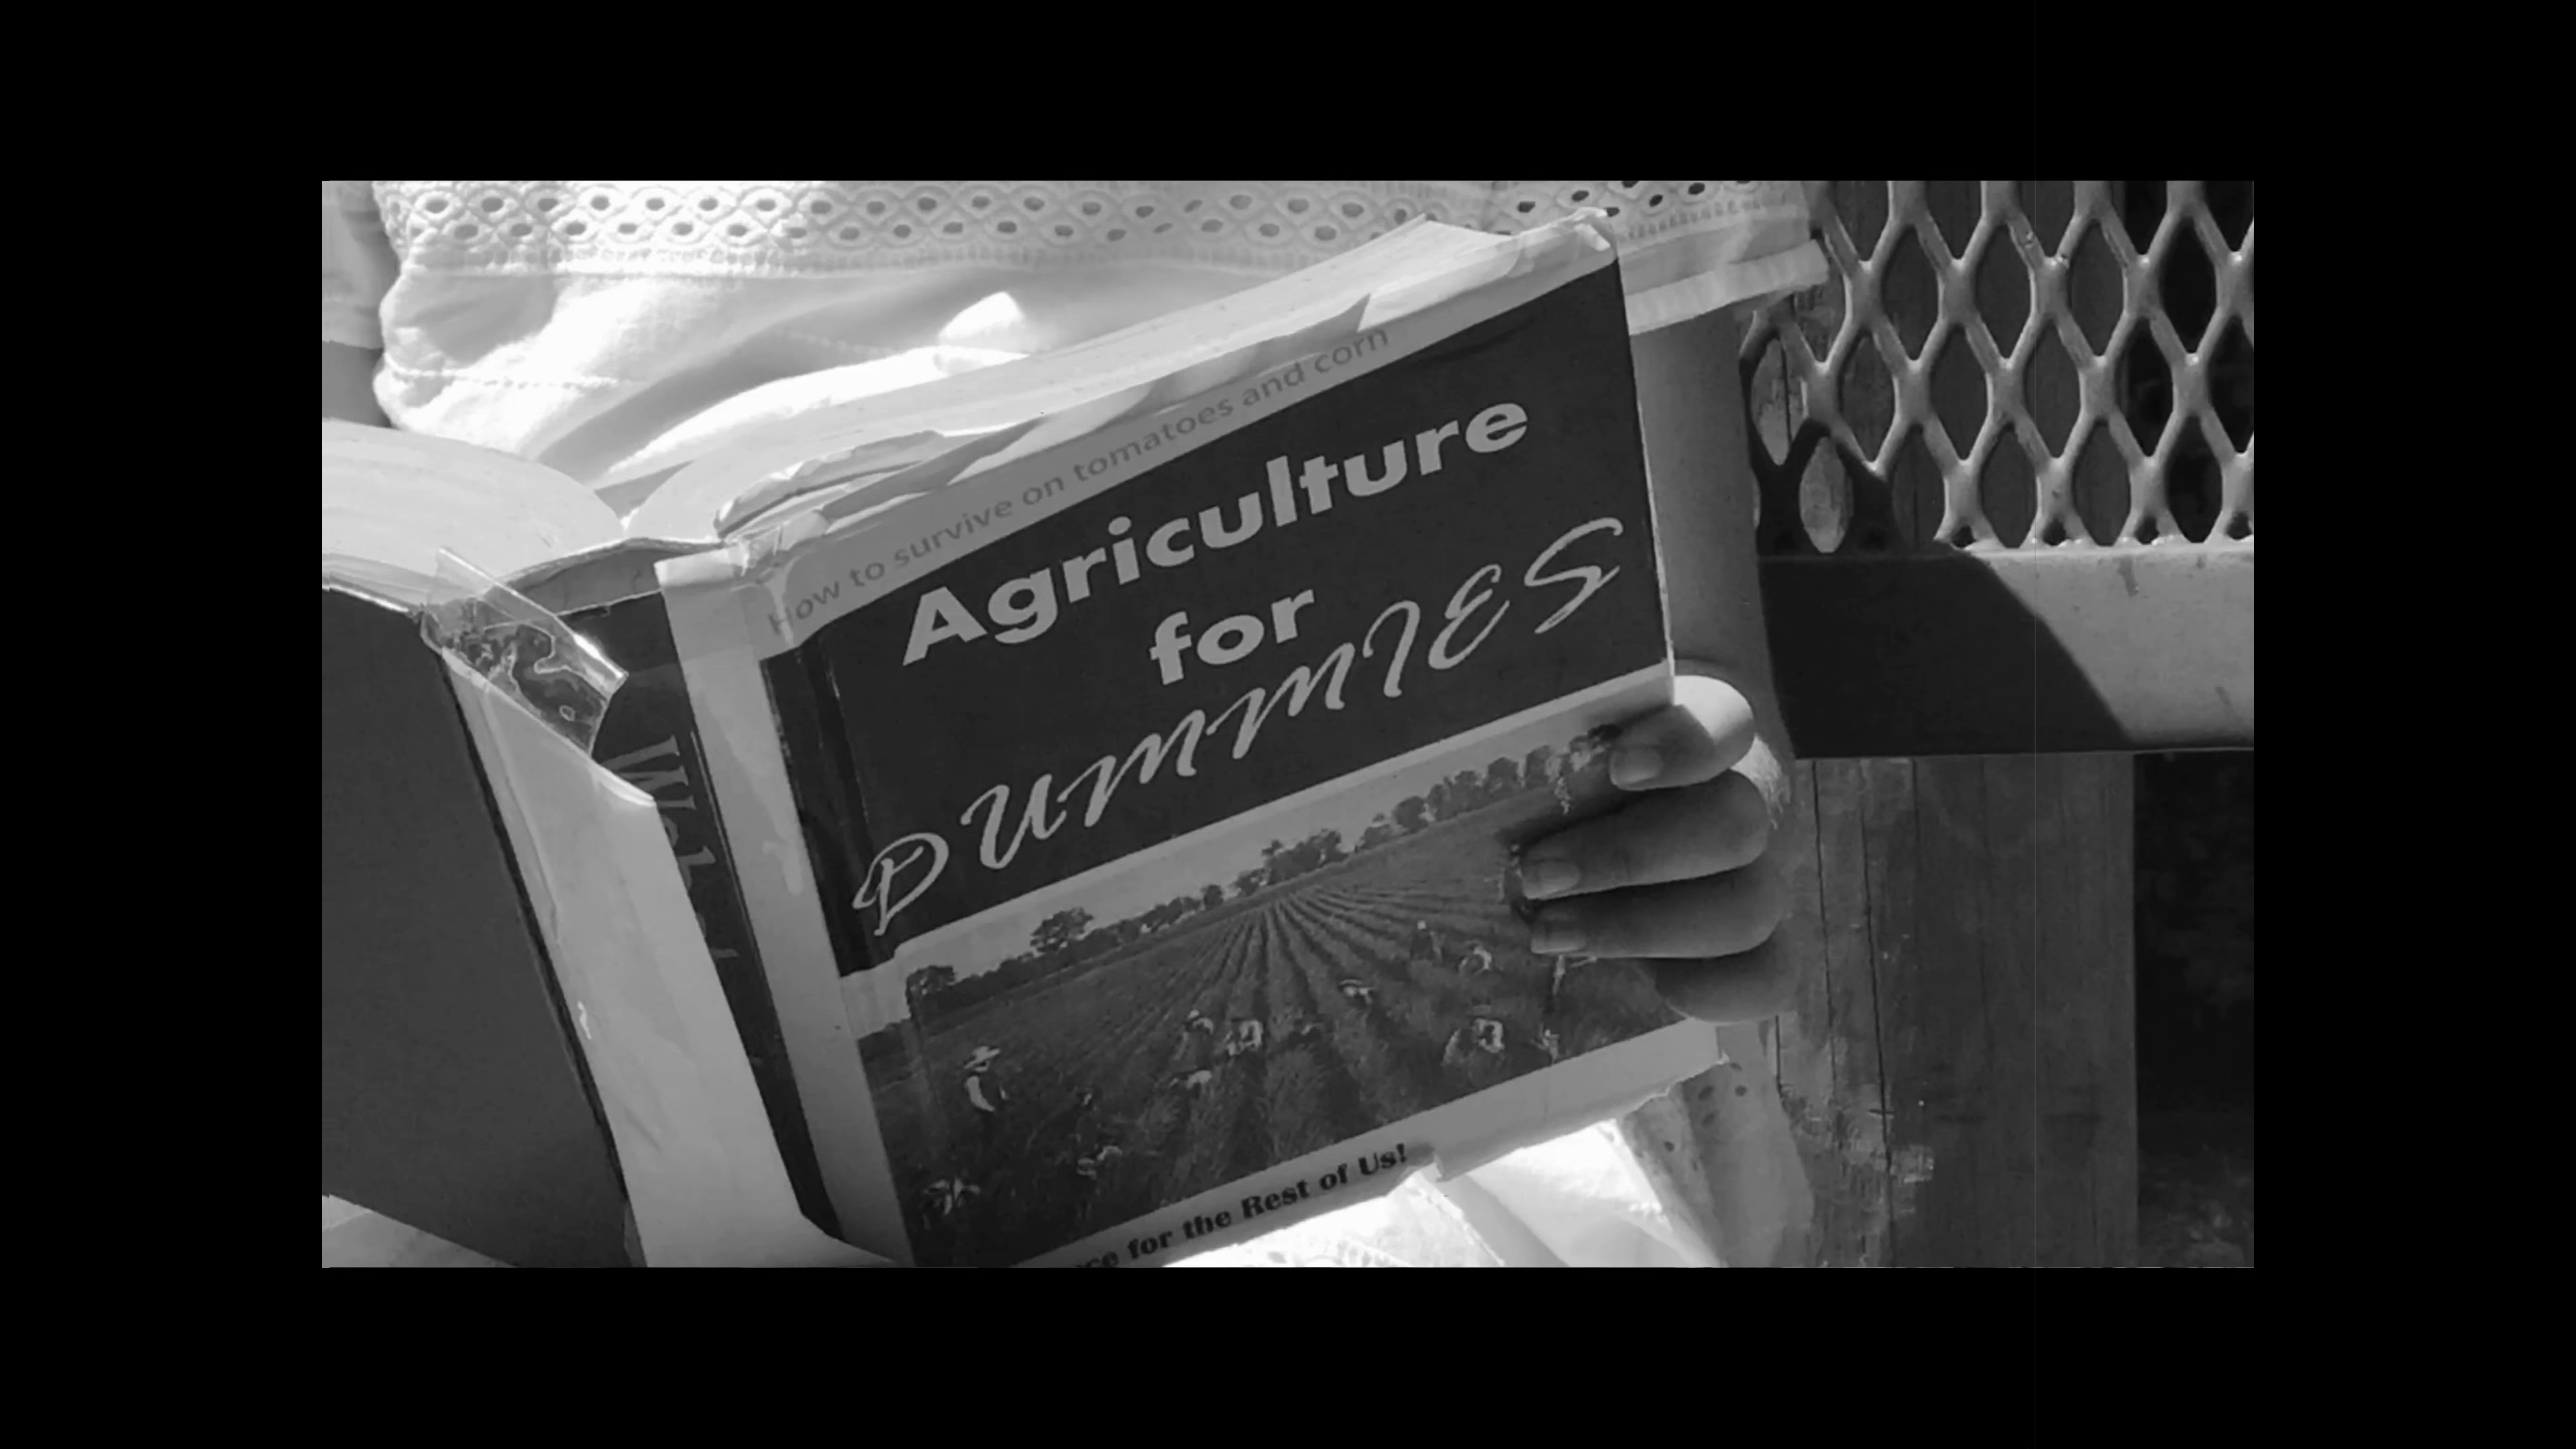 How to survive on tomatoes and corn
Agriculture
for
DUMMIES
for the Rest of Us!